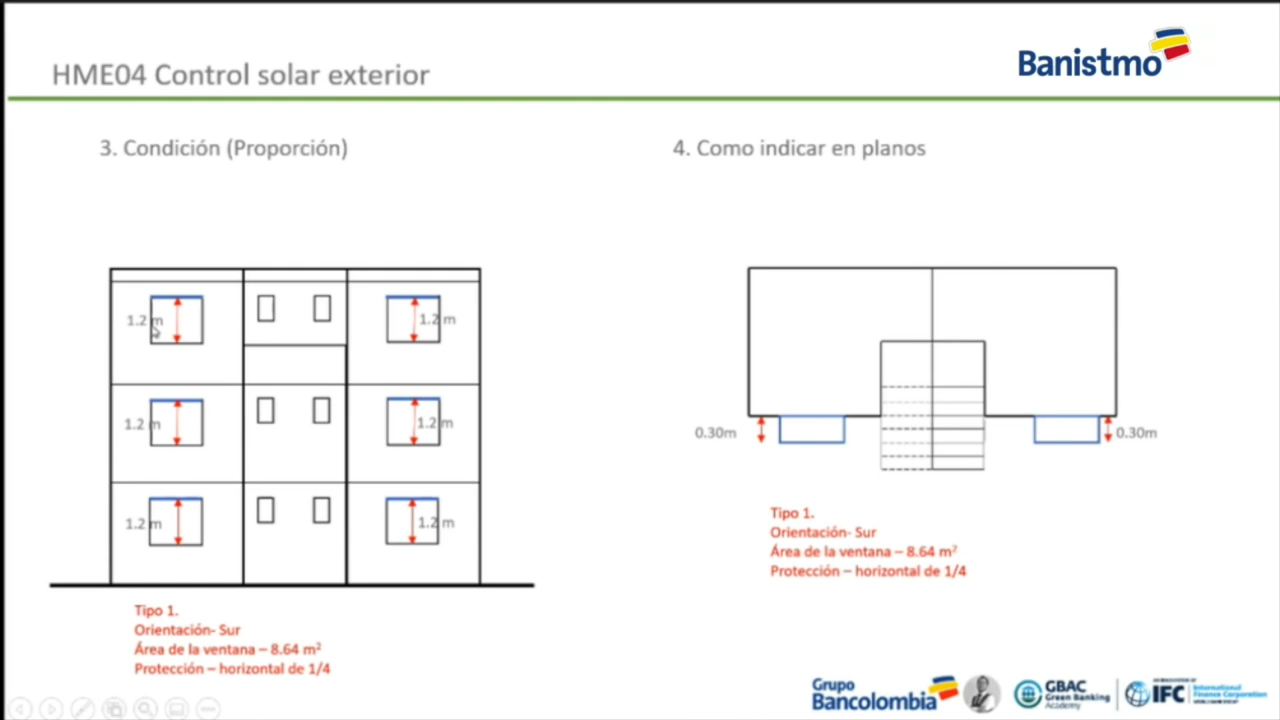 HME04 Control solar exterior
Banistmo
3. Condición (Proporción)
4. Como indicar en planos
1.2 m
1.2 m
1.2 m
1.2 m
1.2 m
1.2 m
0.30m
0.30m
Tipo 1.
Orientación- Sur
Área de la ventana – 8.64 m²
Protección – horizontal de 1/4
Tipo 1.
Orientación- Sur
Área de la ventana – 8.64 m²
Protección – horizontal de 1/4
Grupo
Bancolombia
GBAC
Green Banking
Academy
IFC
International
Finance Corporation
WORLD BANK GROUP